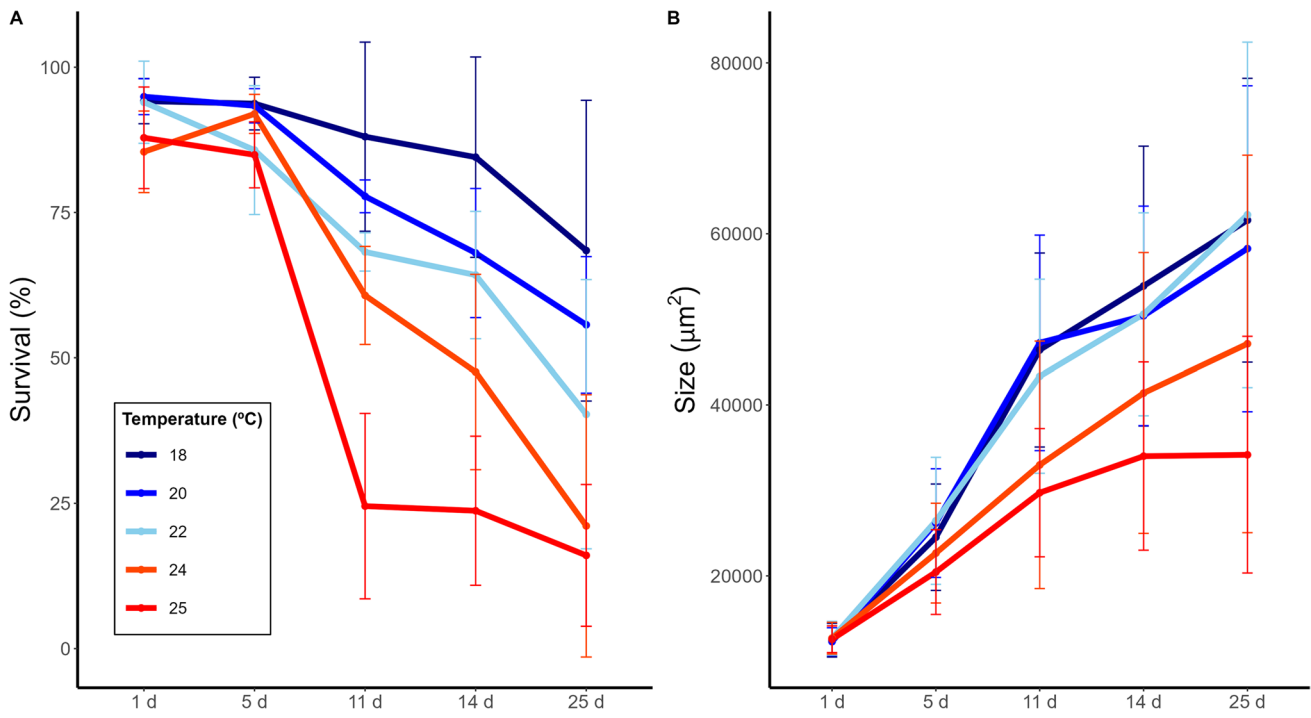 A
Survival (%)
100
75
50
25
0
Temperature (ºC)
18
20
22
24
25
1 d
5 d
11 d
14 d
25 d
B
Size (µm²)
80000
60000
40000
20000
1 d
5 d
11 d
14 d
25 d